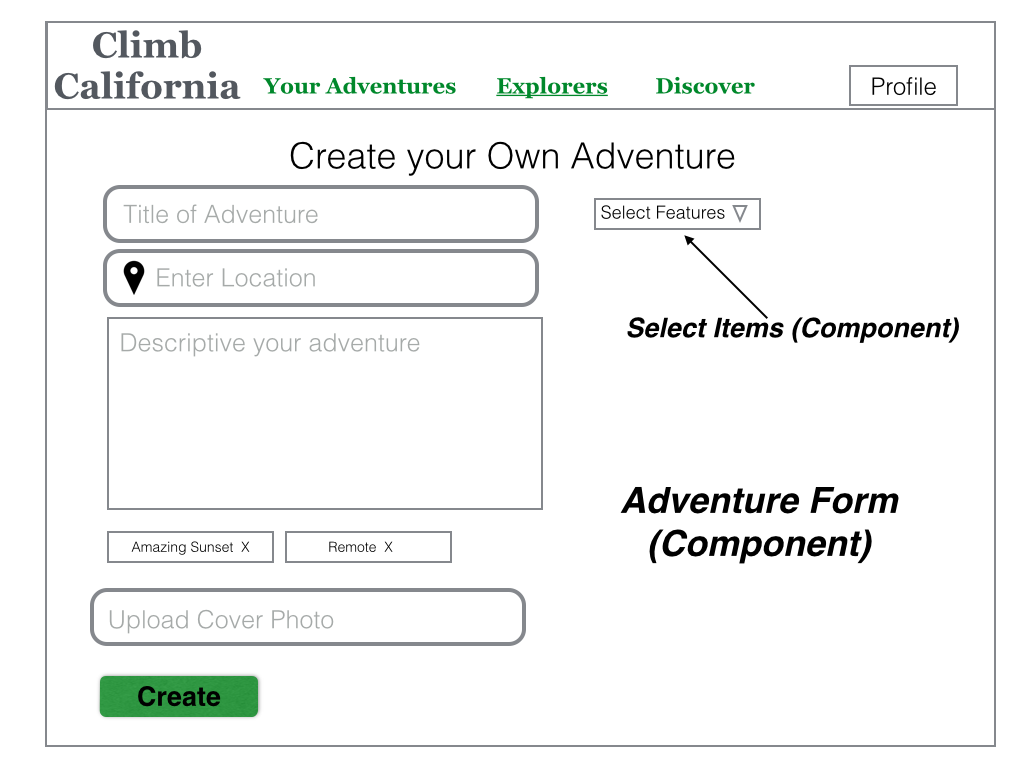 Climb
California
Your Adventures
Explorers
Discover
Profile
Create your Own Adventure
Title of Adventure
Select Features
Enter Location
Select Items (Component)
Descriptive your adventure
Adventure Form
(Component)
Amazing Sunset X
Remote X
Upload Cover Photo
Create